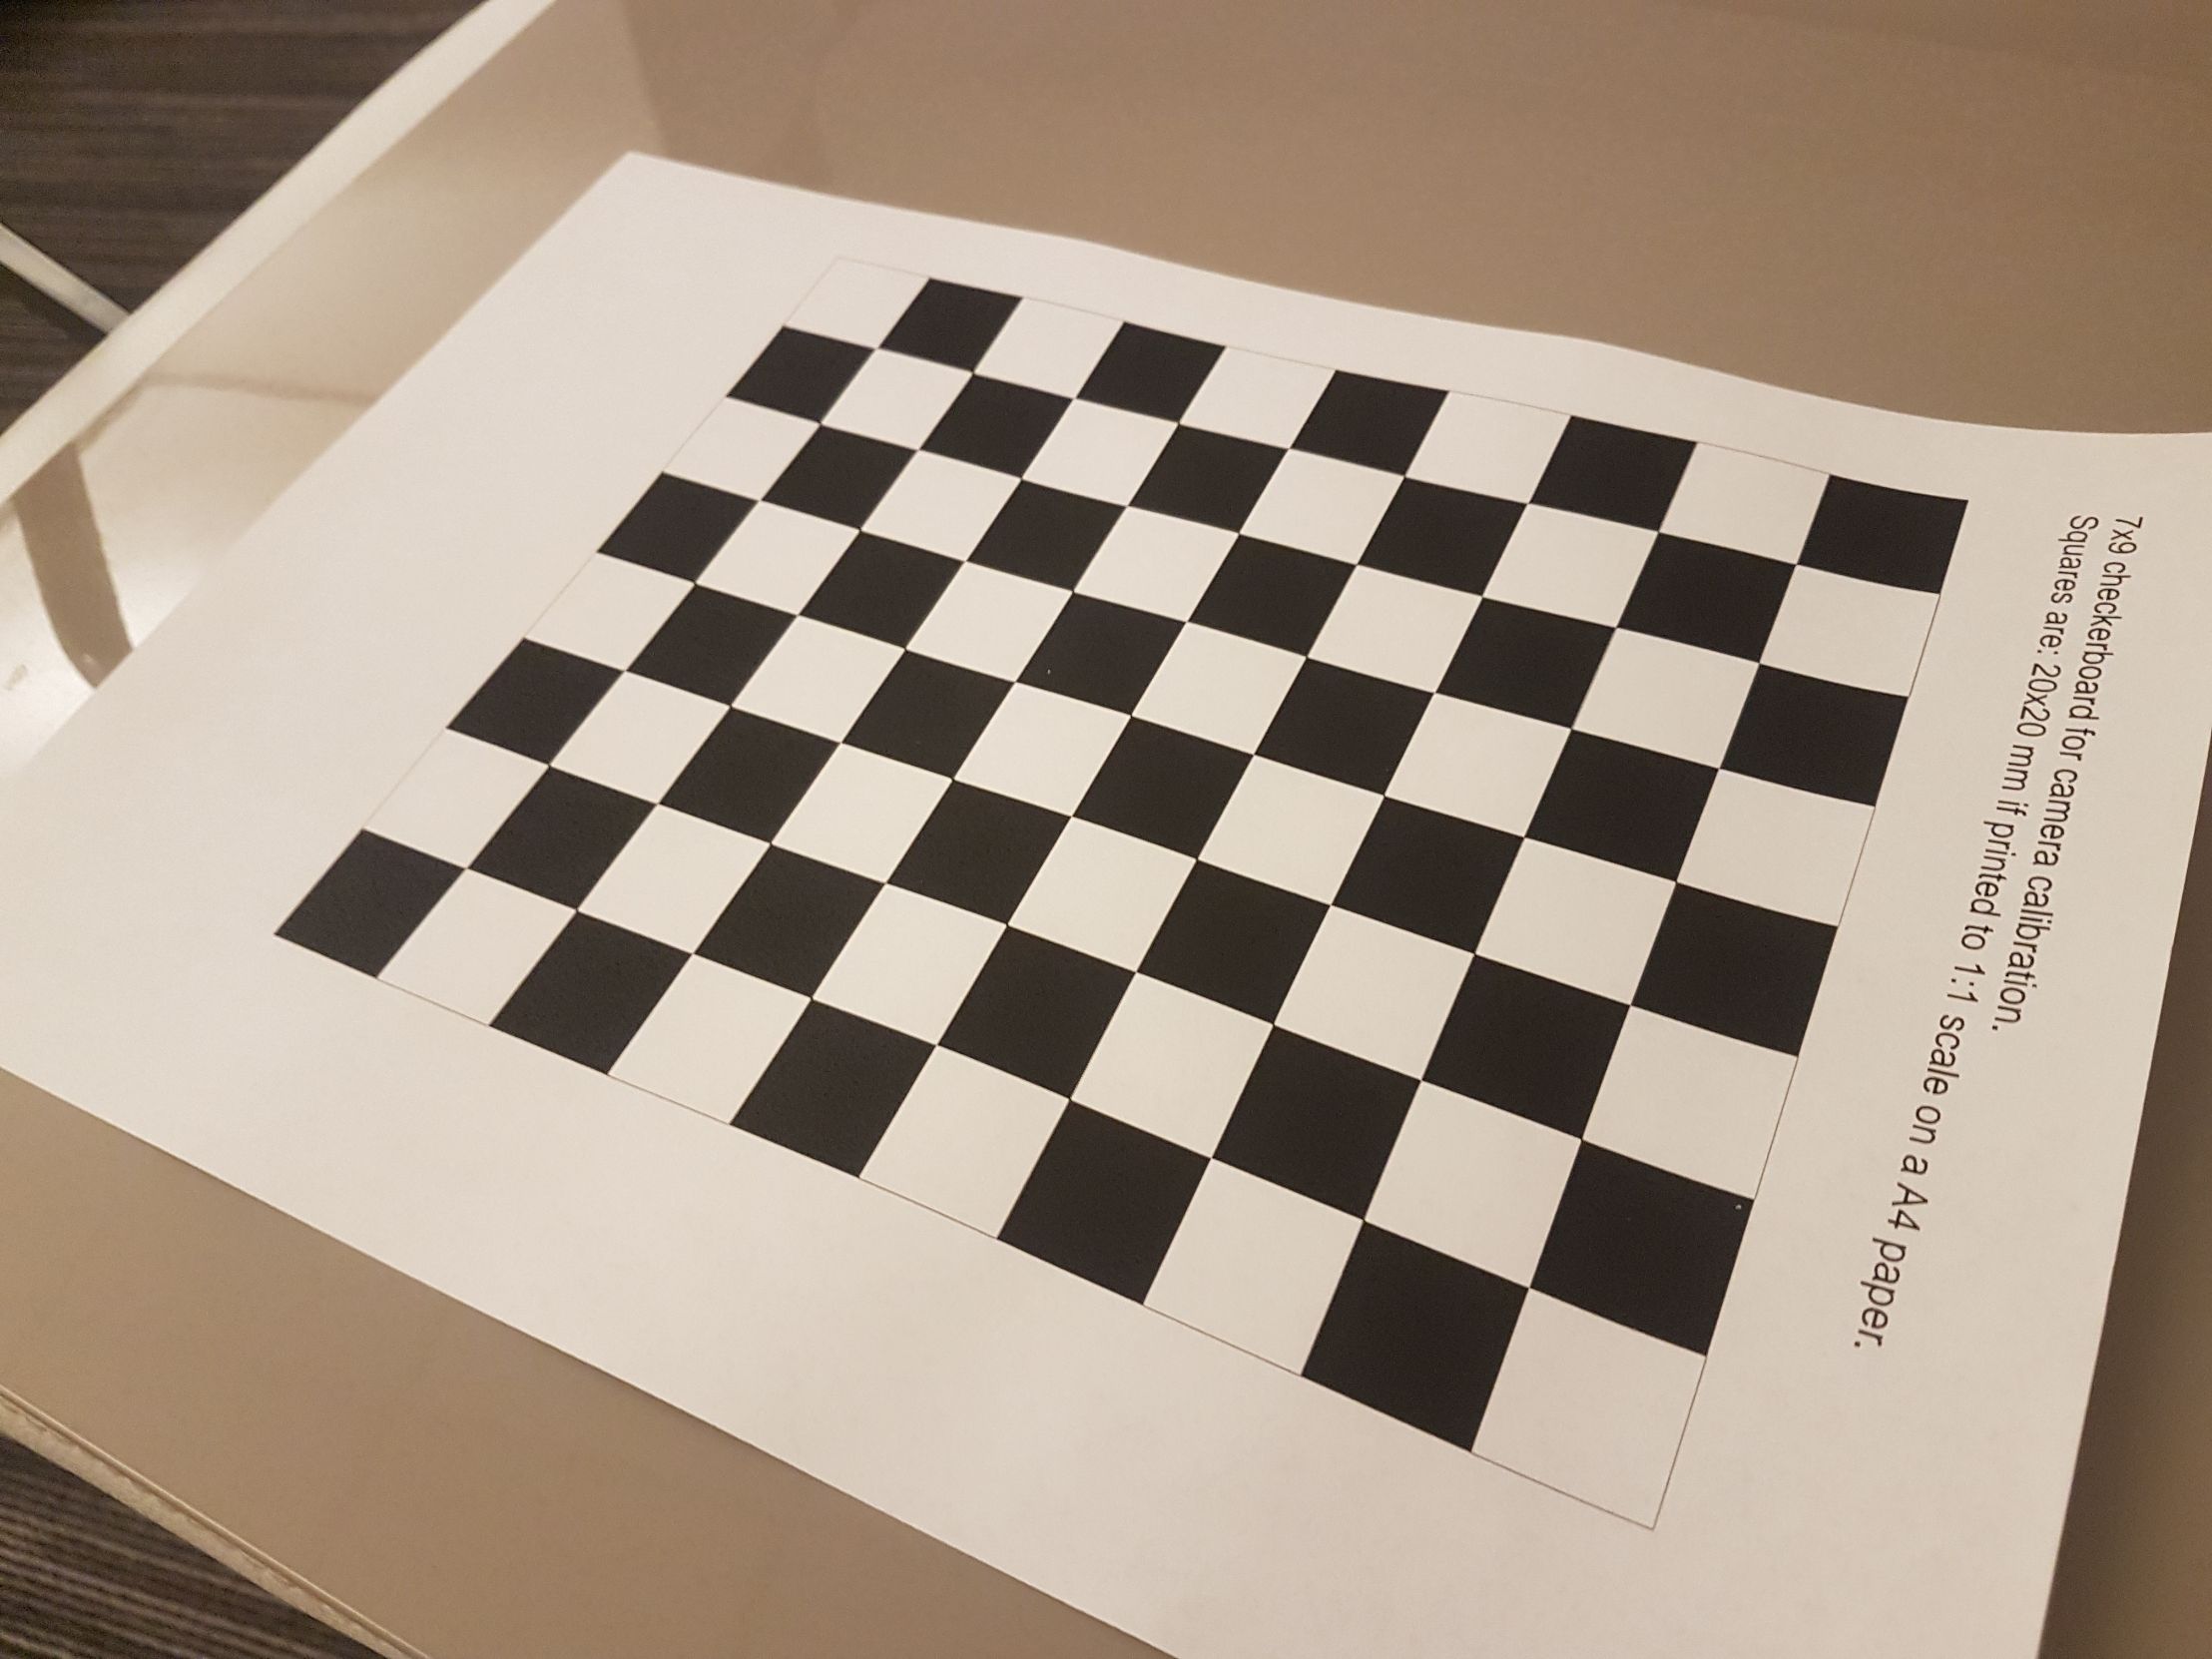 7x9 checkerboard for camera calibration.
Squares are: 20x20 mm if printed to 1:1 scale on a A4 paper.